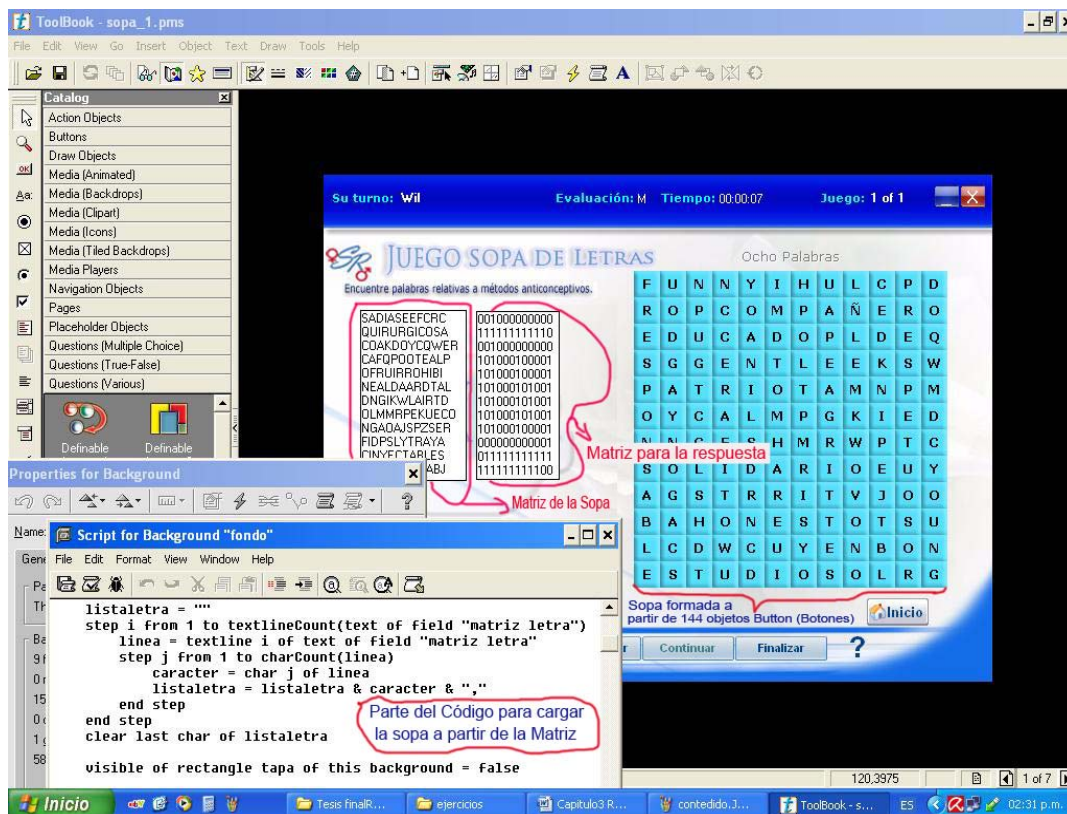 ToolBook - sopa_1.pms
File Edit View Go Insert Object Text Draw Tools Help
Catalog
Action Objects
Buttons
Draw Objects
Media (Animated)
Media (Backdrops)
Media (Clipart)
Media (Icons)
Media (Tiled Backdrops)
Media Players
Navigation Objects
Pages
Placeholder Objects
Questions (Multiple Choice)
Questions (True-False)
Questions (Various)
Definable Definable
Su turno: Wil Evaluación: M Tiempo: 00:00:07 Juego: 1 of 1
JUEGO SOPA DE LETRAS
Encuentre palabras relativas a métodos anticonceptivos.
Ocho Palabras
SADIASEEFCRC 001000000000
QUIRURGICOSA 111111111110
COAKDOYCQWER 001000000000
CAFQPOOTEALP 101000100001
OFRUIRROHIBI 101000100001
NEALDAARDTAL 101000101001
DNGIKWLAIRTD 101000101001
OLMMRPEKUECO 101000101001
NGAOAJSPZSER 101000100001
FIDPSLYTRAYA 000000000001
CINYECTABLES 011111111111
ABJ 111111111100
F U N N Y I H U L C P D
R O P C O M P A Ñ E R O
E D U C A D O P L D E Q
S G G E N T L E E K S W
P A T R I O T A M N P M
O Y C A L M P G K I E D
N N C E S H M R W P T C
S O L I D A R I O E U Y
A G S T R R I T V J O O
B A H O N E S T O T S U
L C D W C U Y E N B O N
E S T U D I O S O L R G
Matriz para la respuesta
Matriz de la Sopa
Sopa formada a
partir de 144 objetos Button (Botones)
Inicio
Continuar Finalizar ?
Properties for Background
Name:
Script for Background "fondo"
File Edit Format View Window Help
listaletra = ""
step i from 1 to textlineCount(text of field "matriz letra")
linea = textline i of text of field "matriz letra"
step j from 1 to charCount(linea)
caracter = char j of linea
listaletra = listaletra & caracter & ","
end step
end step
clear last char of listaletra
visible of rectangle tapa of this background = false
Parte del Código para cargar
la sopa a partir de la Matriz
120,3975 1 of 7
Inicio Tesis finalR... ejercicios Capitulo3 R... contedido.J... ToolBook - s... ES 02:31 p.m.